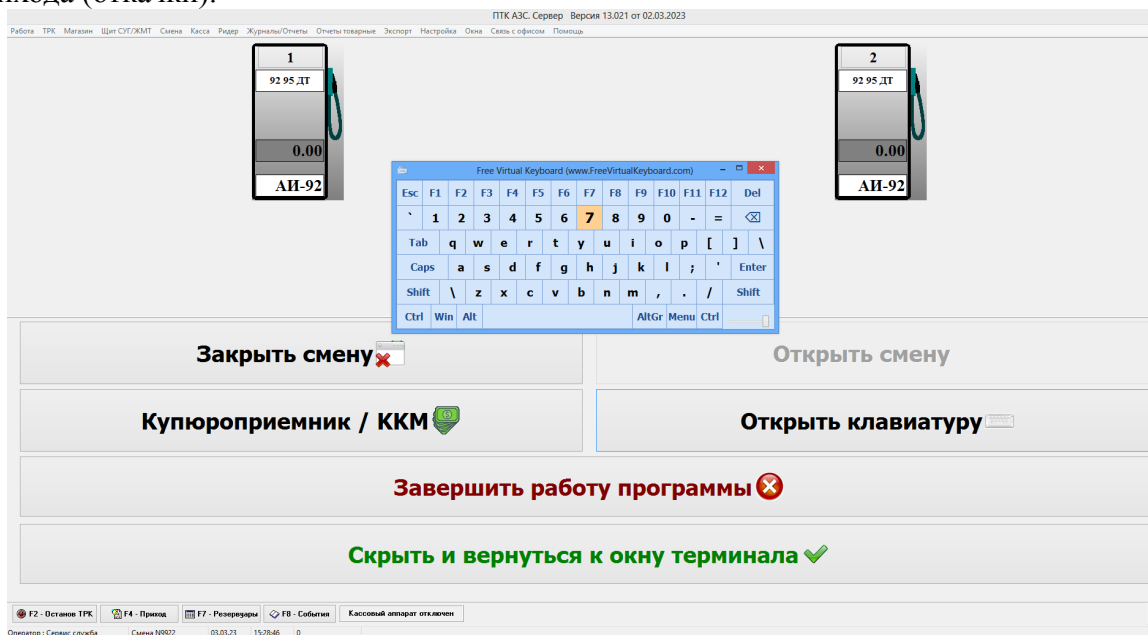 ПТК АЗС. Сервер Версия 13.021 от 02.03.2023
Работа ТРК Магазин Щит СУГ/ЖМТ Смена Касса Ридер Журналы/Отчеты Отчеты товарные Экспорт Настройка Окна Связь с офисом Помощь
1
92 95 ДТ
0.00
АИ-92
2
92 95 ДТ
0.00
АИ-92
Free Virtual Keyboard (www.FreeVirtualKeyboard.com)
Esc F1 F2 F3 F4 F5 F6 F7 F8 F9 F10 F11 F12 Del
` 1 2 3 4 5 6 7 8 9 0 - =
Tab q w e r t y u i o p [ ] \
Caps a s d f g h j k l ; ' Enter
Shift \ z x c v b n m , . / Shift
Ctrl Win Alt AltGr Menu Ctrl
Закрыть смену
Открыть смену
Купюроприемник / ККМ
Открыть клавиатуру
Завершить работу программы
Скрыть и вернуться к окну терминала
F2 - Останов ТРК F4 - Приход F7 - Резервуары F8 - События Кассовый аппарат отключен
Оператор : Сервис служба Смена N9922 03.03.23 15:28:46 0